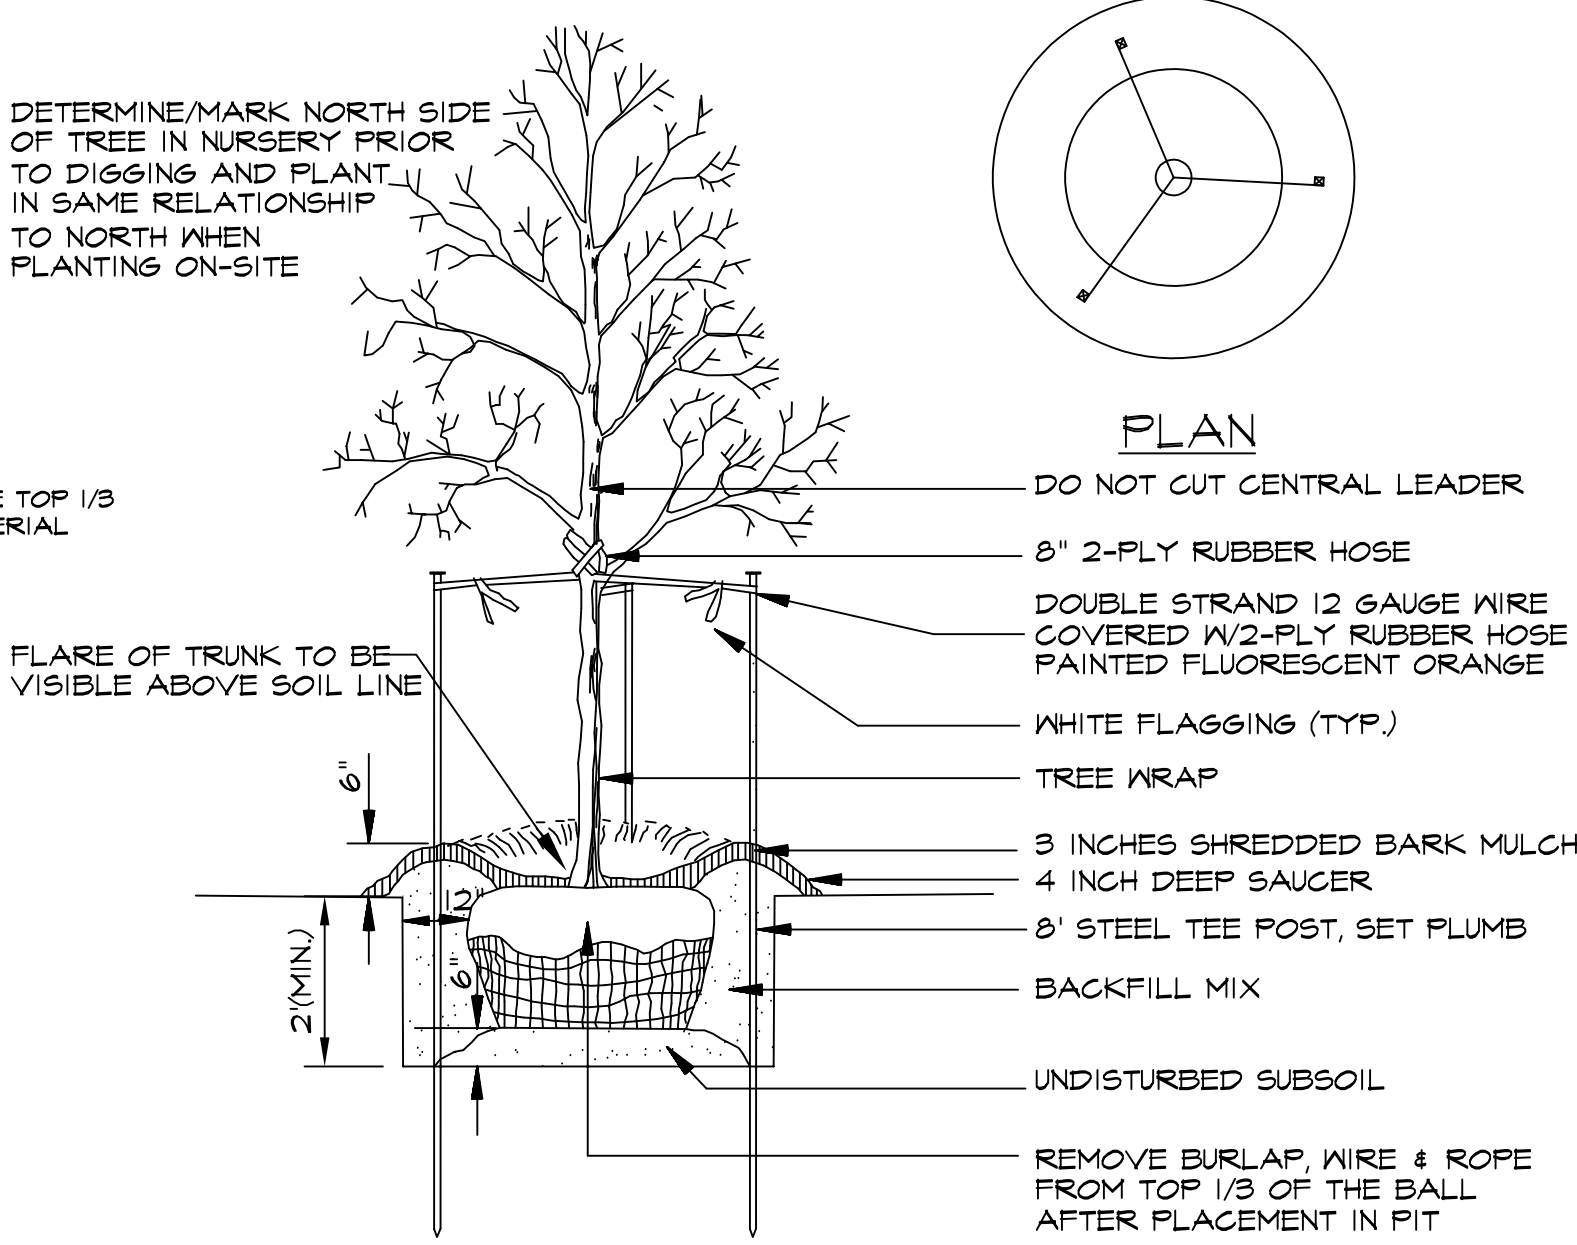 DETERMINE/MARK NORTH SIDE
OF TREE IN NURSERY PRIOR
TO DIGGING AND PLANT
IN SAME RELATIONSHIP
TO NORTH WHEN
PLANTING ON-SITE
TOP 1/3
FLARE OF TRUNK TO BE
VISIBLE ABOVE SOIL LINE
6"
12"
6"
2'(MIN.)
PLAN
DO NOT CUT CENTRAL LEADER
8" 2-PLY RUBBER HOSE
DOUBLE STRAND 12 GAUGE WIRE
COVERED W/2-PLY RUBBER HOSE
PAINTED FLUORESCENT ORANGE
WHITE FLAGGING (TYP.)
TREE WRAP
3 INCHES SHREDDED BARK MULCH
4 INCH DEEP SAUCER
8' STEEL TEE POST, SET PLUMB
BACKFILL MIX
UNDISTURBED SUBSOIL
REMOVE BURLAP, WIRE & ROPE
FROM TOP 1/3 OF THE BALL
AFTER PLACEMENT IN PIT